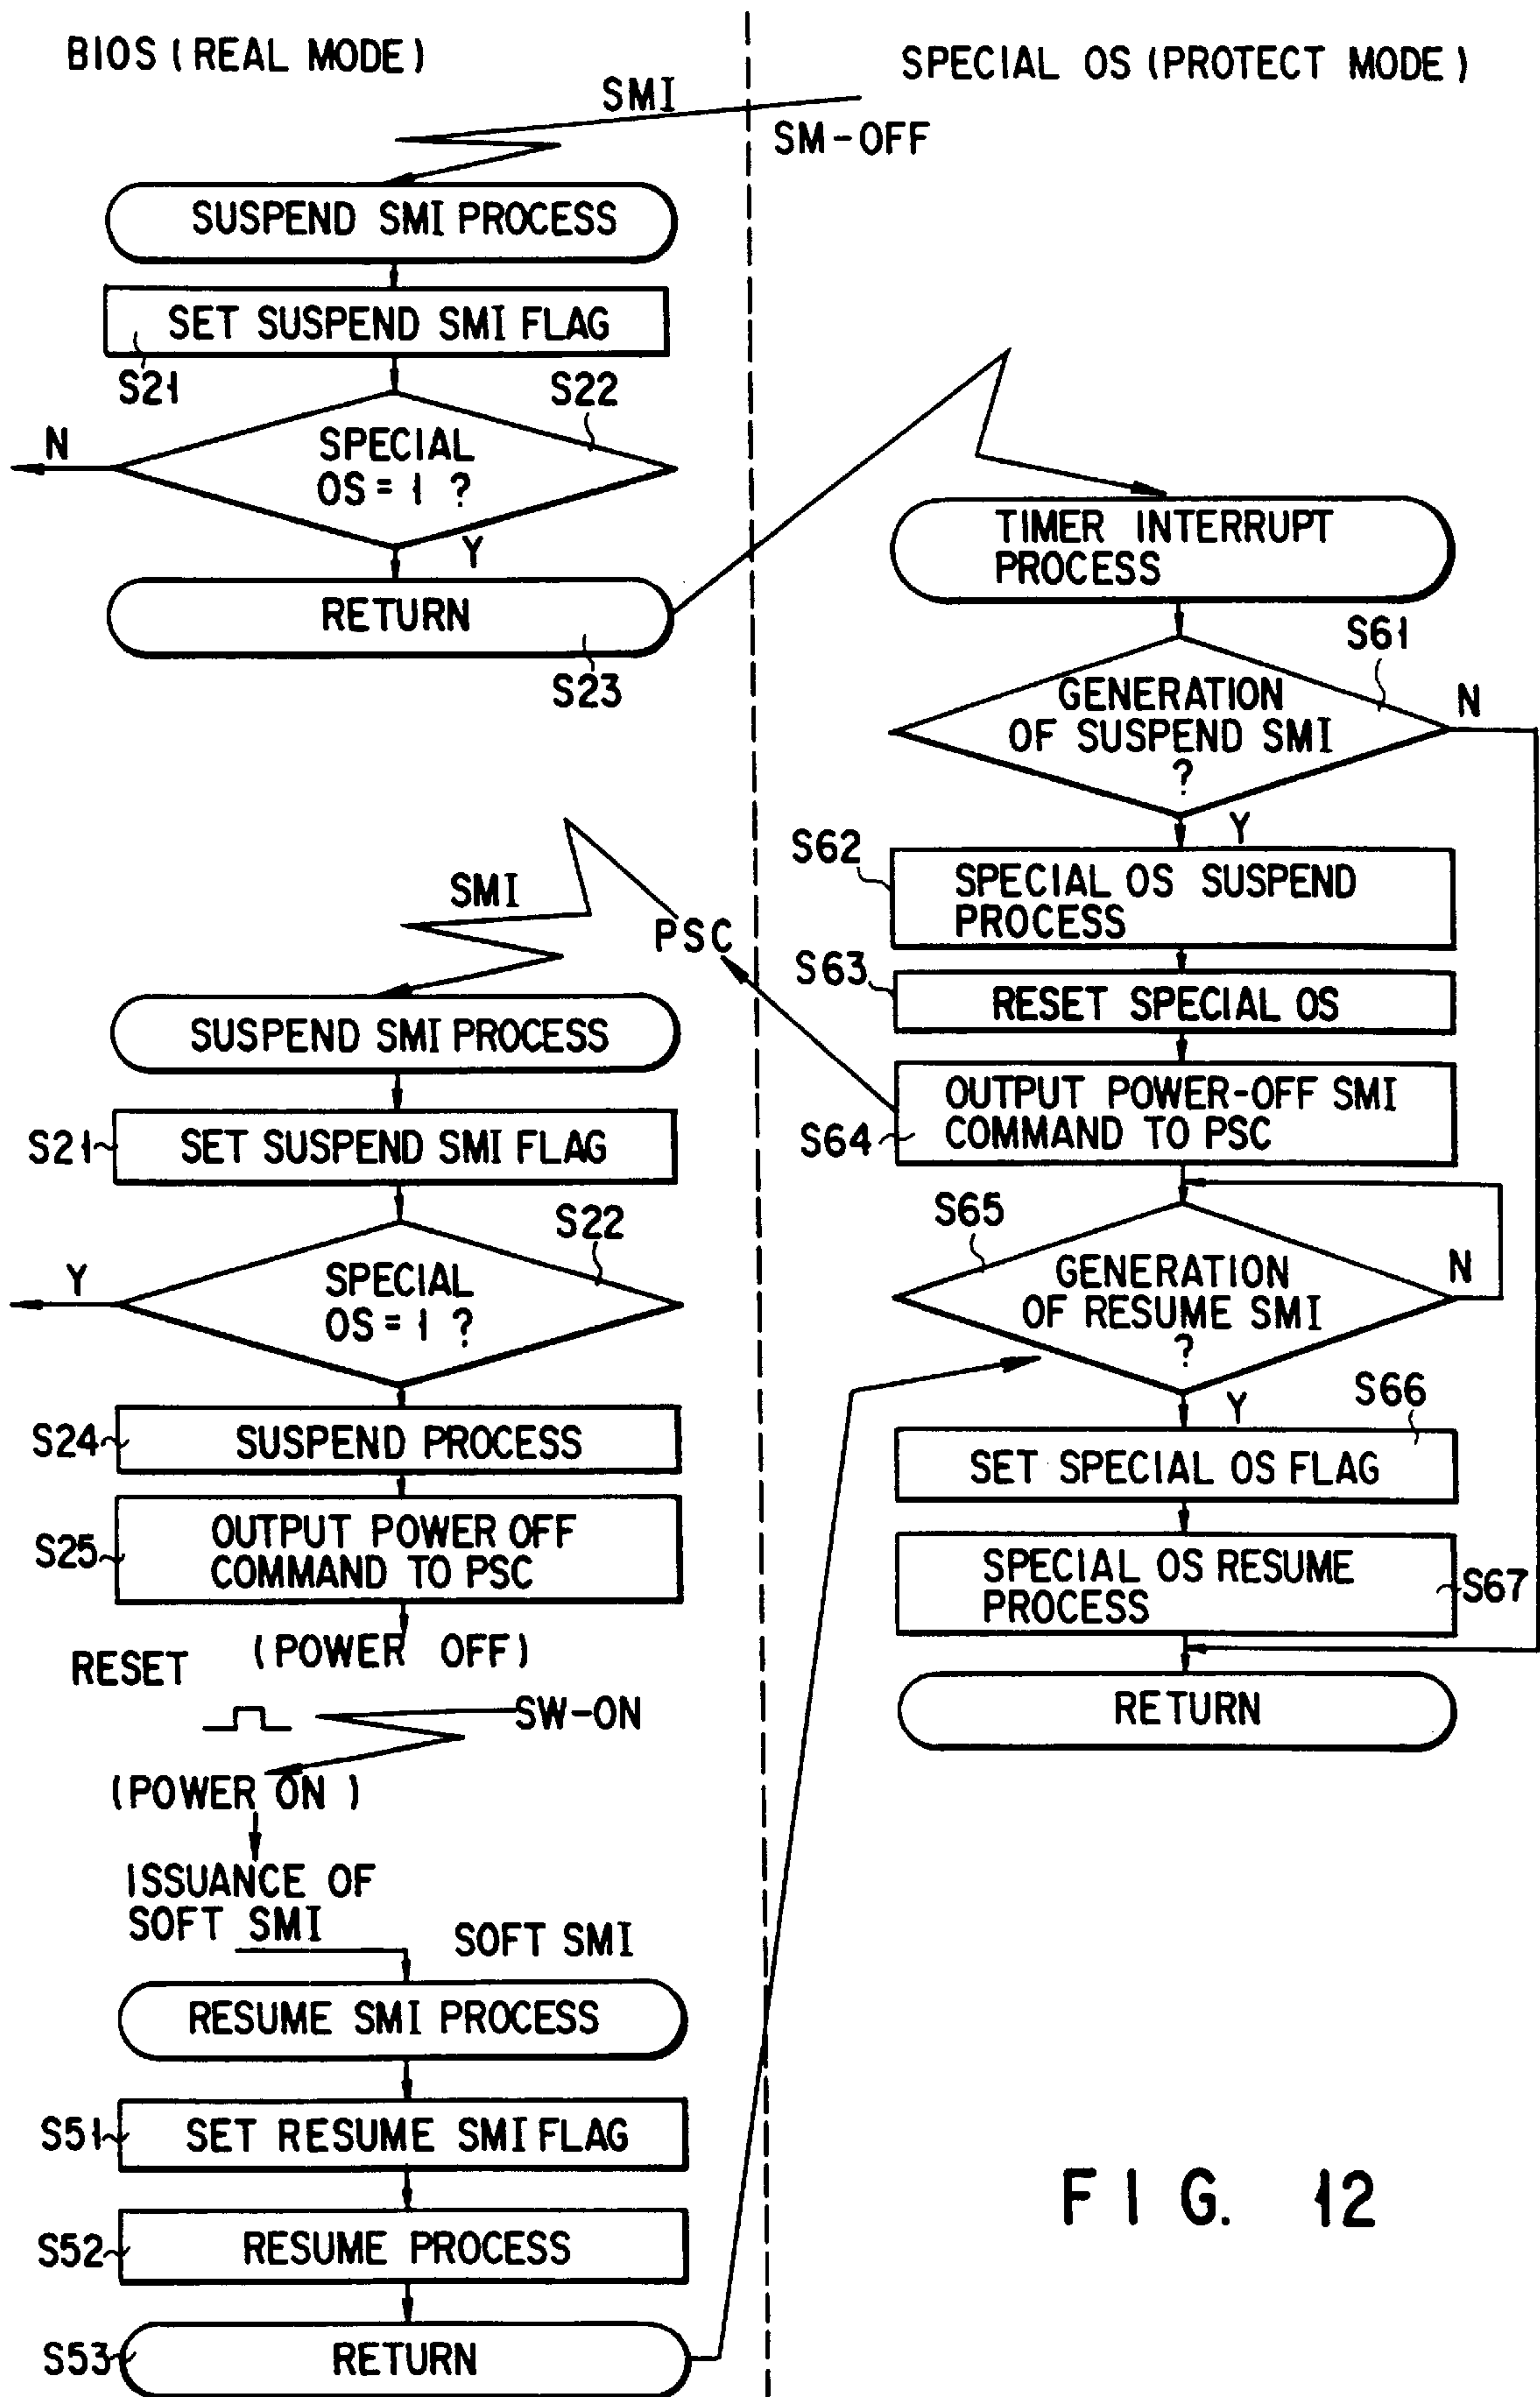 BIOS (REAL MODE)
SPECIAL OS (PROTECT MODE)
SMI
SM-OFF
SUSPEND SMI PROCESS
SET SUSPEND SMI FLAG
S21
S22
N
SPECIAL
OS = 1 ?
Y
RETURN
S23
TIMER INTERRUPT
PROCESS
S61
GENERATION
OF SUSPEND SMI
?
N
Y
S62
SPECIAL OS SUSPEND
PROCESS
S63
RESET SPECIAL OS
S64
OUTPUT POWER-OFF SMI
COMMAND TO PSC
S65
GENERATION
OF RESUME SMI
?
N
Y
S66
SET SPECIAL OS FLAG
SPECIAL OS RESUME
PROCESS
S67
RETURN
SMI
PSC
SUSPEND SMI PROCESS
S21
SET SUSPEND SMI FLAG
S22
Y
SPECIAL
OS = 1 ?
S24
SUSPEND PROCESS
S25
OUTPUT POWER OFF
COMMAND TO PSC
(POWER OFF)
RESET
SW-ON
(POWER ON )
ISSUANCE OF
SOFT SMI
SOFT SMI
RESUME SMI PROCESS
S51
SET RESUME SMI FLAG
S52
RESUME PROCESS
S53
RETURN
FIG. 12